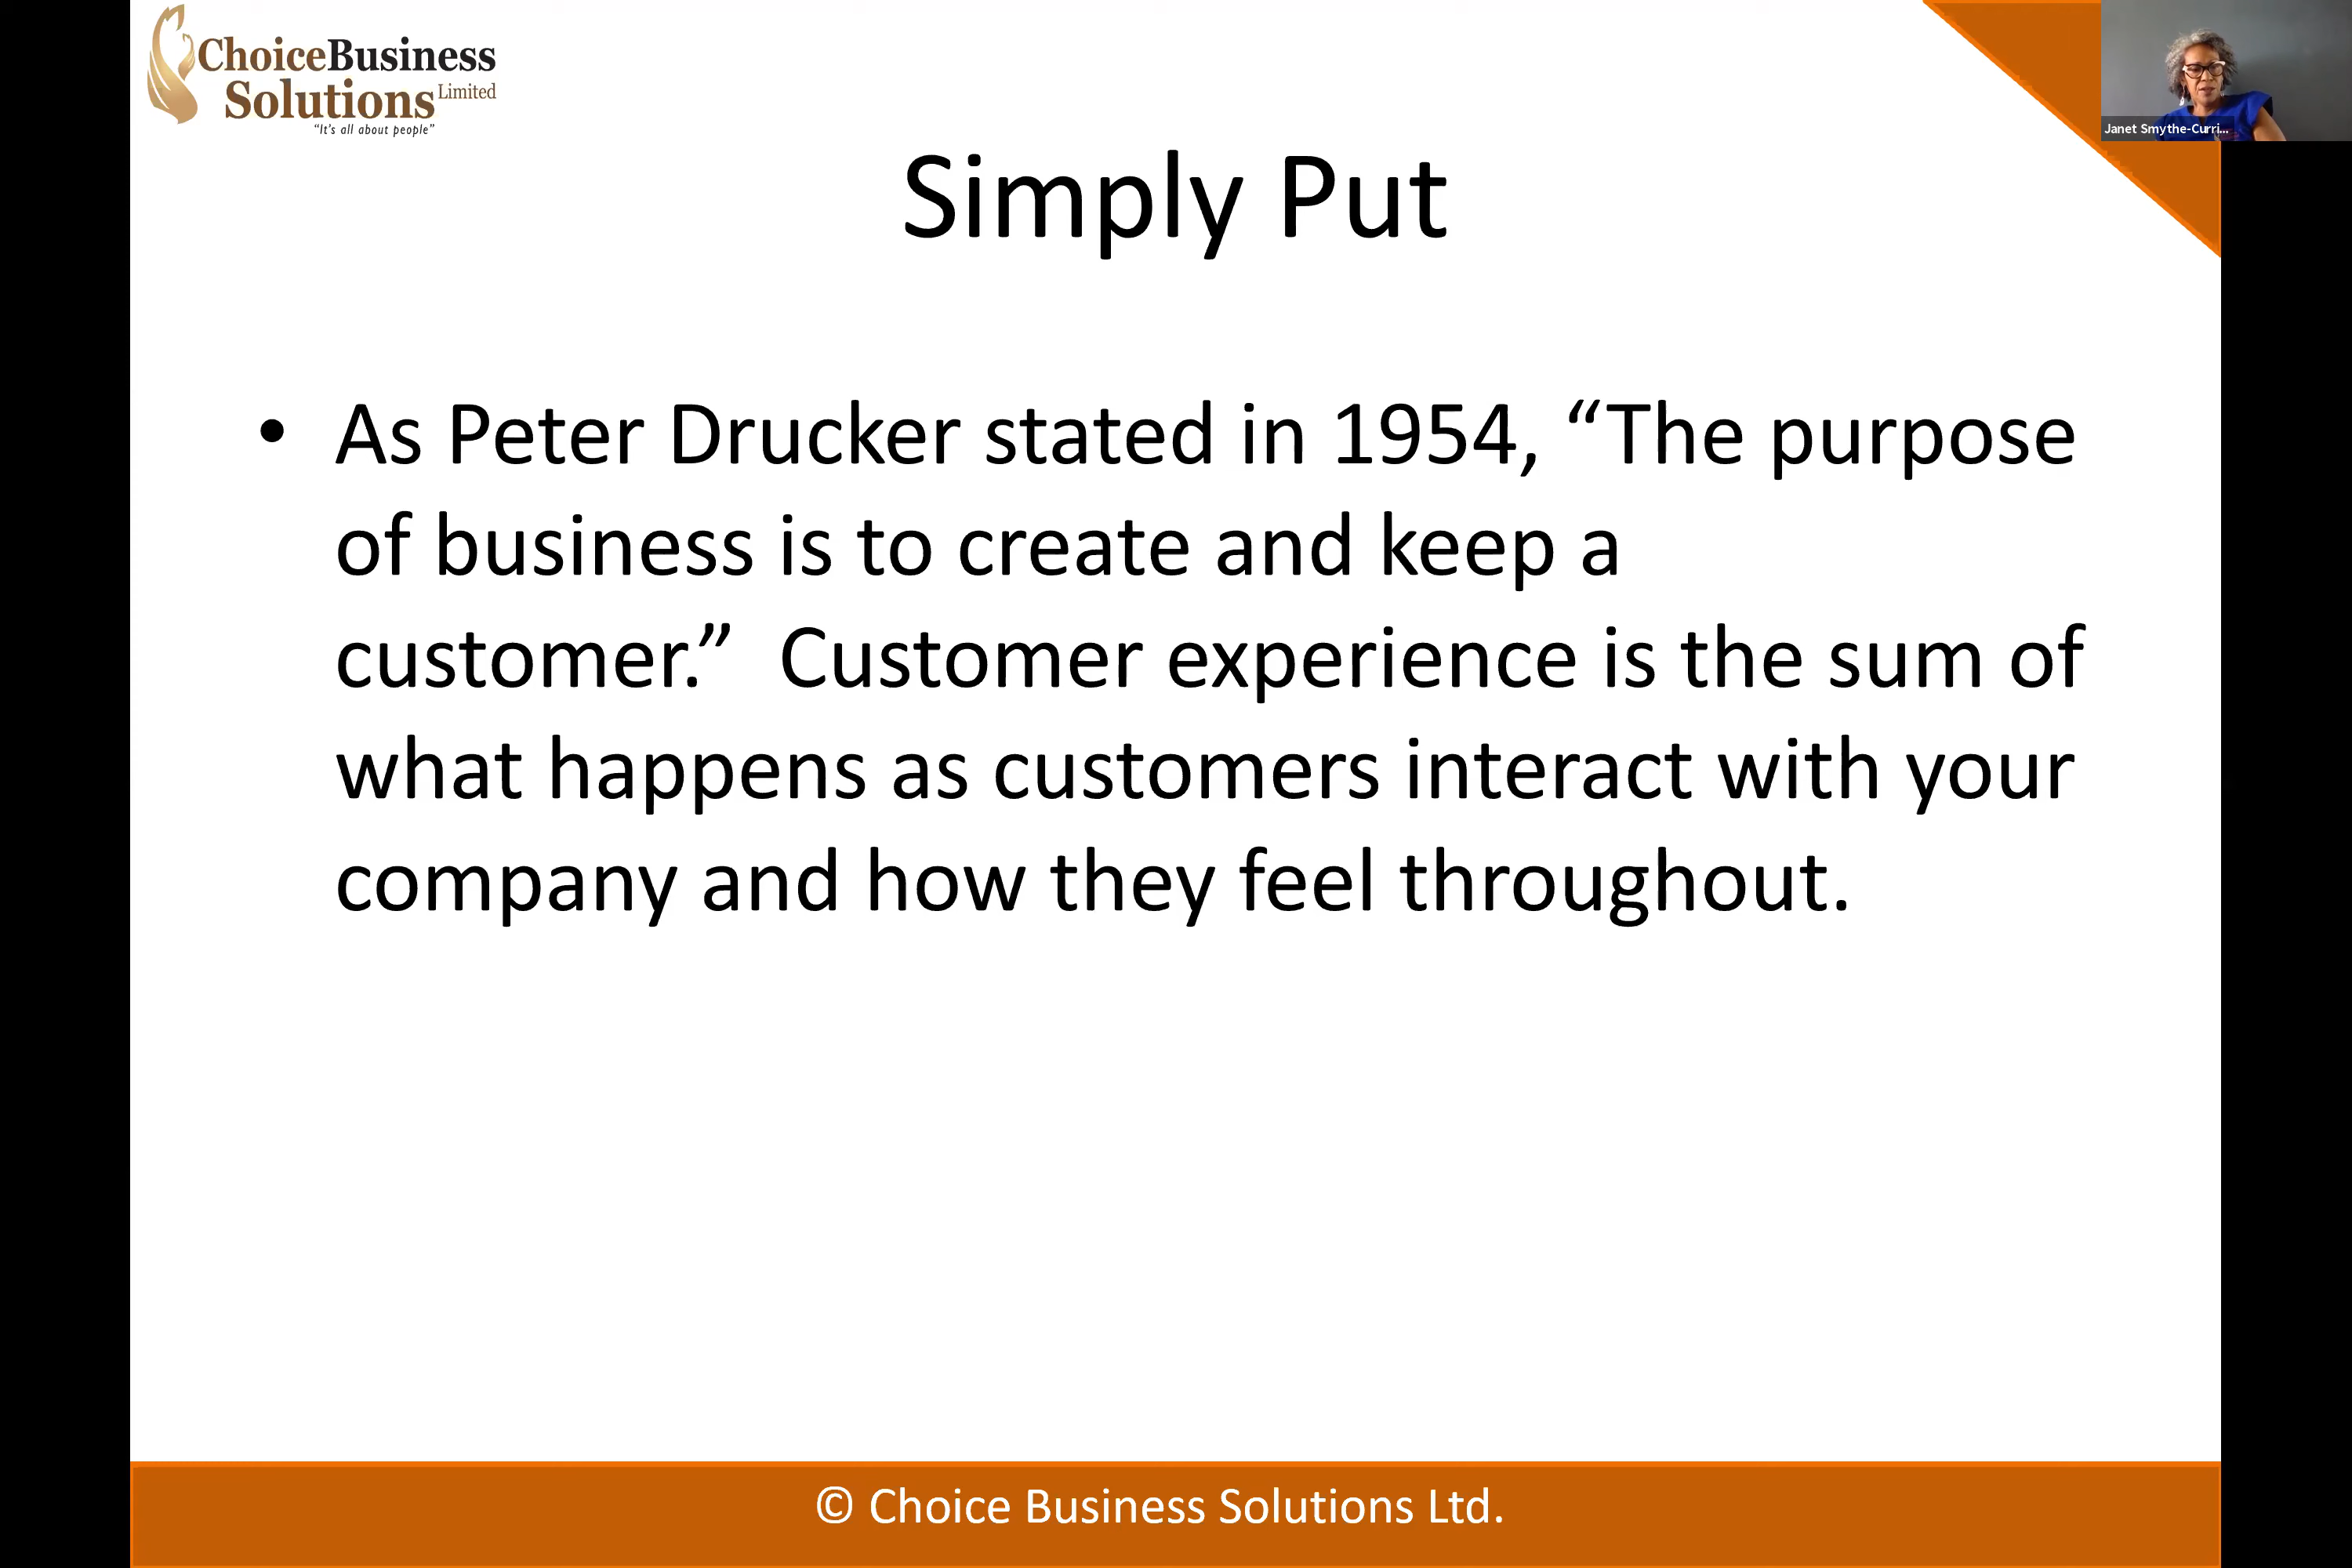 ChoiceBusiness
Solutions Limited
“It’s all about people”
Janet Smythe-Curri...
Simply Put
• As Peter Drucker stated in 1954, “The purpose
of business is to create and keep a
customer.”  Customer experience is the sum of
what happens as customers interact with your
company and how they feel throughout.
© Choice Business Solutions Ltd.